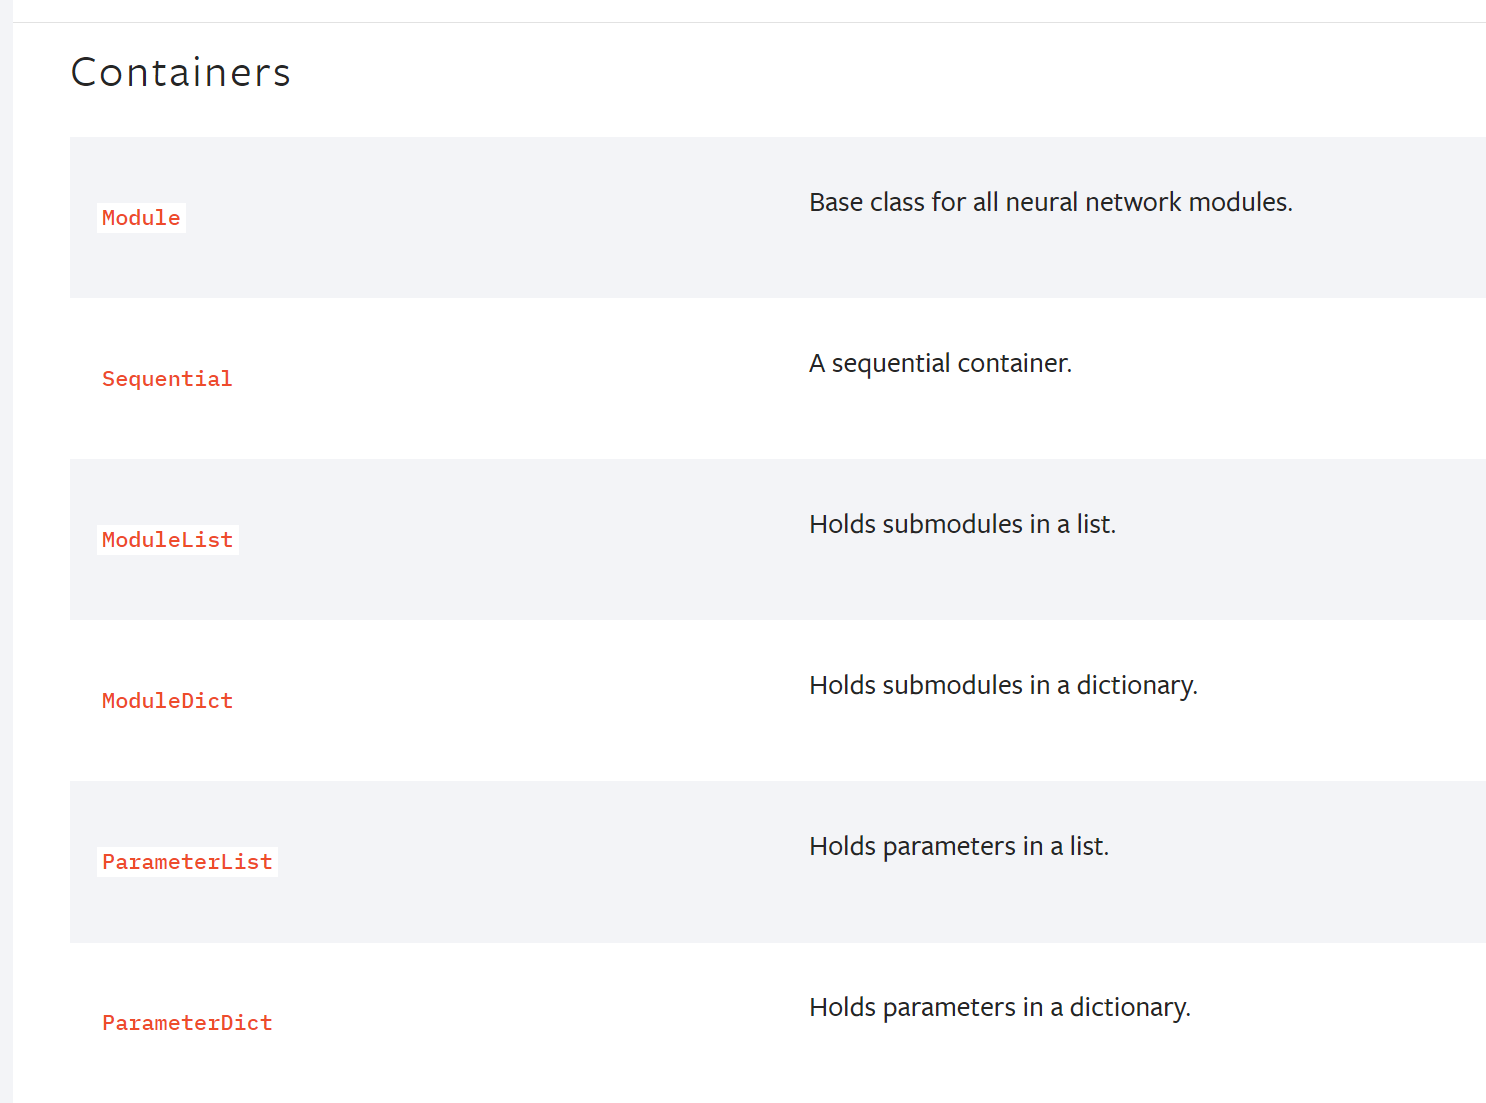 Containers
Module
Base class for all neural network modules.
Sequential
A sequential container.
ModuleList
Holds submodules in a list.
ModuleDict
Holds submodules in a dictionary.
ParameterList
Holds parameters in a list.
ParameterDict
Holds parameters in a dictionary.